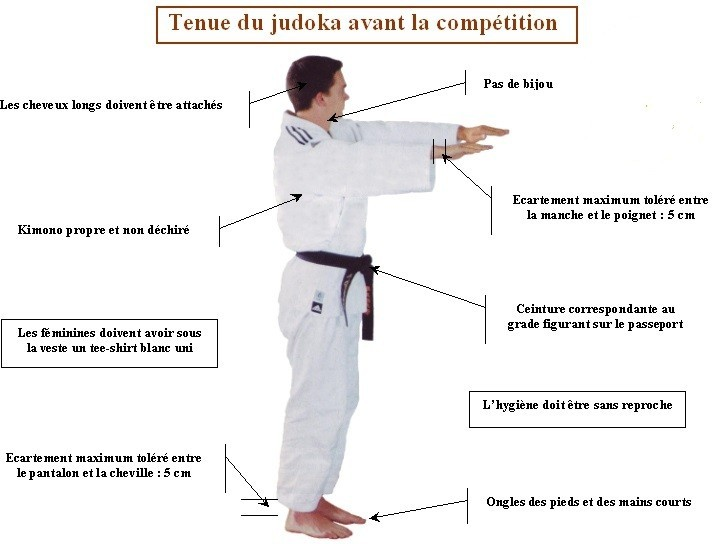 Tenue du judoka avant la compétition
Pas de bijou
Les cheveux longs doivent être attachés
Ecartement maximum toléré entre
la manche et le poignet : 5 cm
Kimono propre et non déchiré
Ceinture correspondante au
grade figurant sur le passeport
Les féminines doivent avoir sous
la veste un tee-shirt blanc uni
L'hygiène doit être sans reproche
Ecartement maximum toléré entre
le pantalon et la cheville : 5 cm
Ongles des pieds et des mains courts